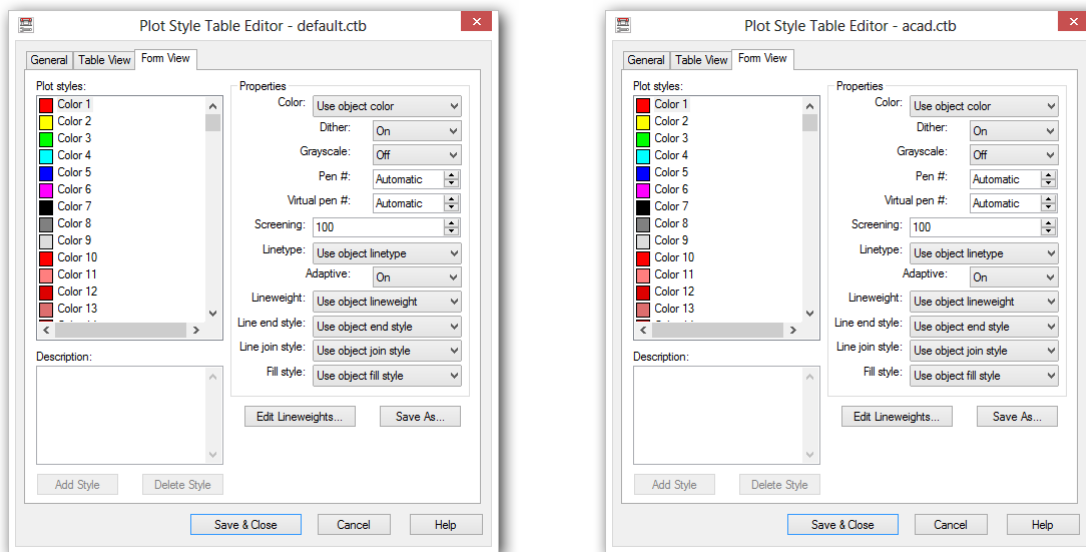 Plot Style Table Editor - default.ctb
General Table View Form View
Plot styles:
Color 1
Color 2
Color 3
Color 4
Color 5
Color 6
Color 7
Color 8
Color 9
Color 10
Color 11
Color 12
Color 13
Description:
Add Style Delete Style
Properties
Color: Use object color
Dither: On
Grayscale: Off
Pen #: Automatic
Virtual pen #: Automatic
Screening: 100
Linetype: Use object linetype
Adaptive: On
Lineweight: Use object lineweight
Line end style: Use object end style
Line join style: Use object join style
Fill style: Use object fill style
Edit Lineweights... Save As...
Save & Close Cancel Help
Plot Style Table Editor - acad.ctb
General Table View Form View
Plot styles:
Color 1
Color 2
Color 3
Color 4
Color 5
Color 6
Color 7
Color 8
Color 9
Color 10
Color 11
Color 12
Color 13
Description:
Add Style Delete Style
Properties
Color: Use object color
Dither: On
Grayscale: Off
Pen #: Automatic
Virtual pen #: Automatic
Screening: 100
Linetype: Use object linetype
Adaptive: On
Lineweight: Use object lineweight
Line end style: Use object end style
Line join style: Use object join style
Fill style: Use object fill style
Edit Lineweights... Save As...
Save & Close Cancel Help